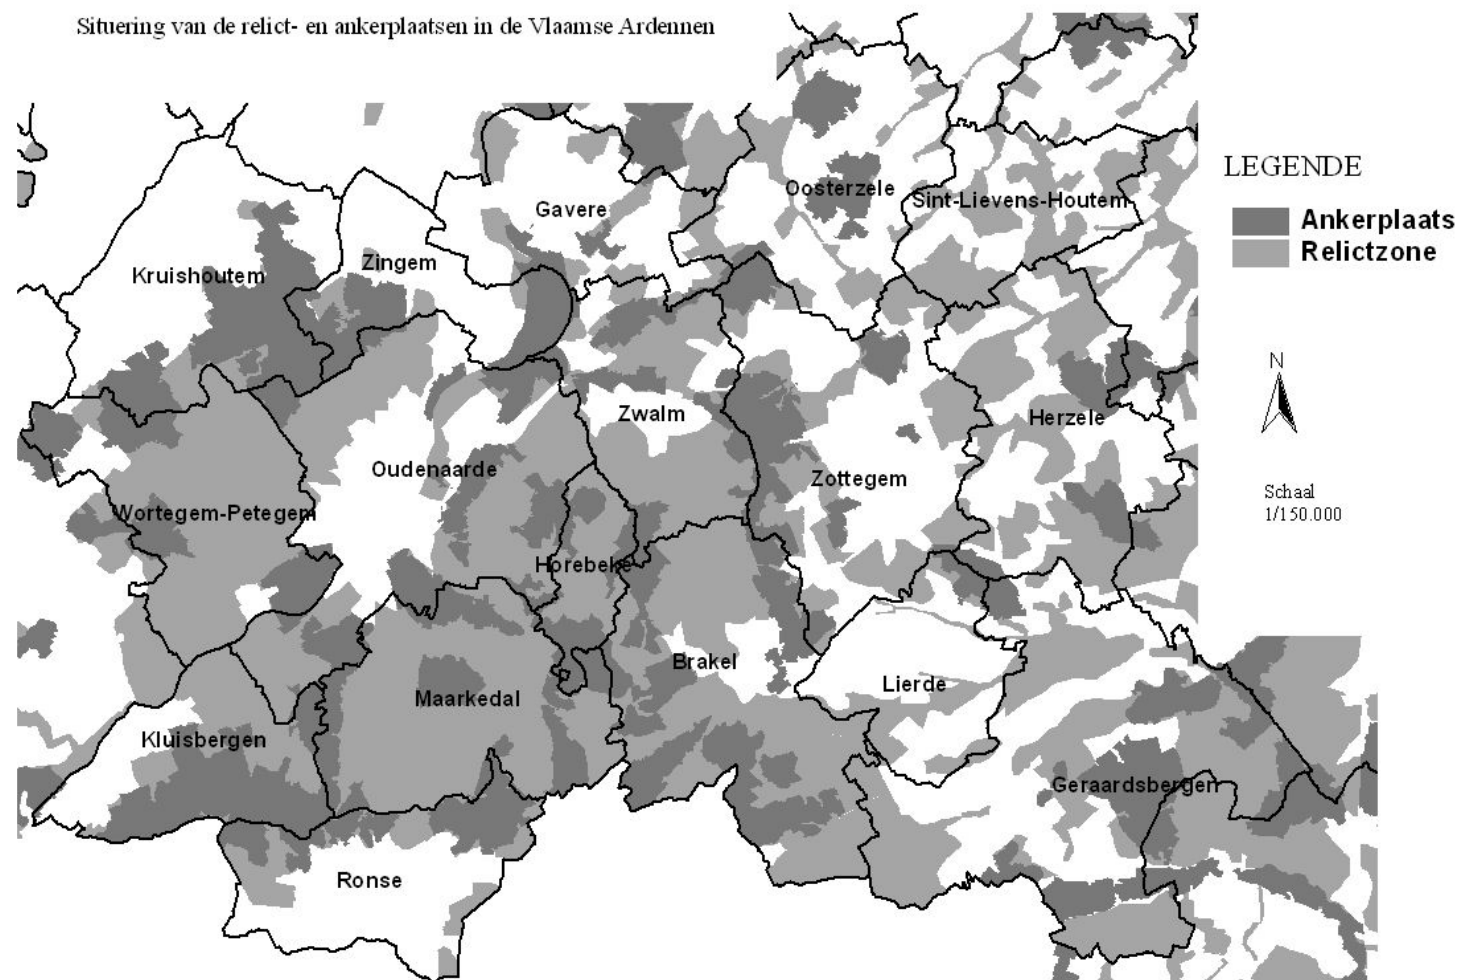 Situering van de relict- en ankerplaatsen in de Vlaamse Ardennen
LEGENDE
Ankerplaats
Relictzone
N
Schaal
1/150.000
Oosterzele
Sint-Lievens-Houtem
Gavere
Zingem
Kruishoutem
Zwalm
Herzele
Oudenaarde
Zottegem
Wortegem-Petegem
Horebeke
Brakel
Lierde
Maarkedal
Kluisbergen
Geraardsbergen
Ronse